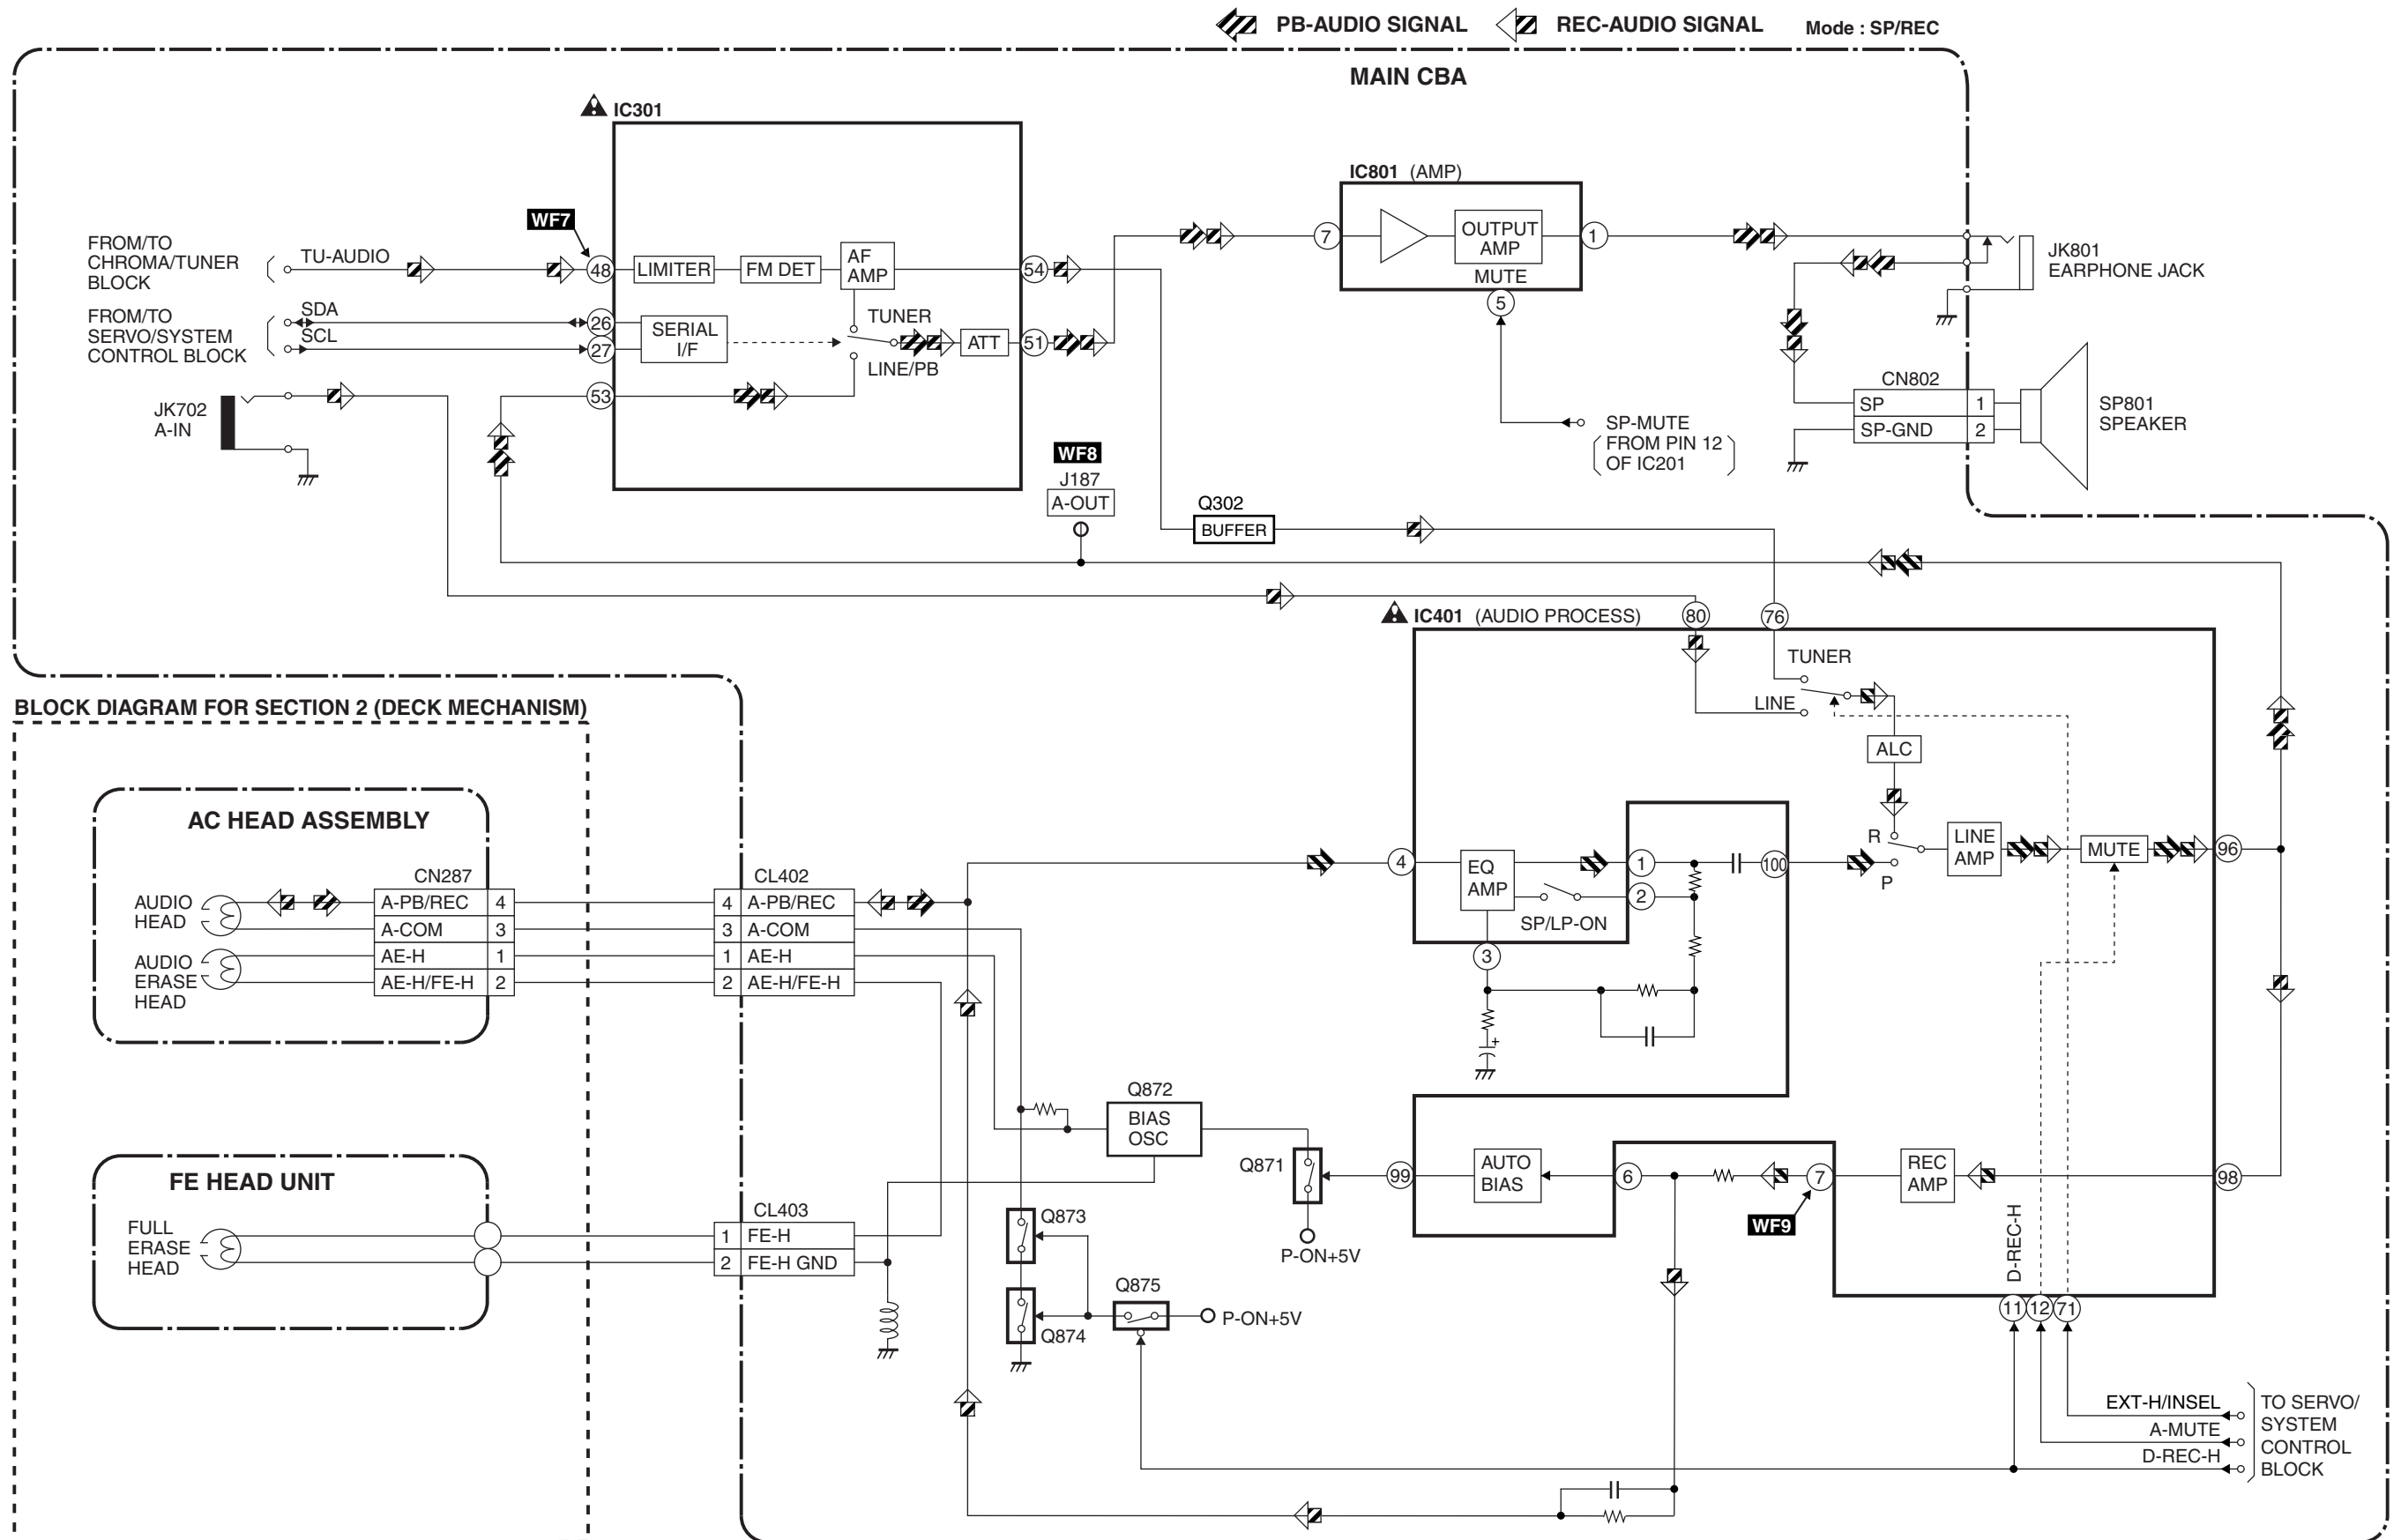 PB-AUDIO SIGNAL REC-AUDIO SIGNAL Mode : SP/REC
MAIN CBA
IC301
WF7
FROM/TO
CHROMA/TUNER
BLOCK
TU-AUDIO
48
LIMITER
FM DET
AF
AMP
54
FROM/TO
SERVO/SYSTEM
CONTROL BLOCK
SDA
SCL
26
27
SERIAL
I/F
TUNER
LINE/PB
ATT
51
53
JK702
A-IN
IC801 (AMP)
7
OUTPUT
AMP
1
MUTE
5
SP-MUTE
FROM PIN 12
OF IC201
JK801
EARPHONE JACK
CN802
SP 1
SP-GND 2
SP801
SPEAKER
WF8
J187
A-OUT
Q302
BUFFER
IC401 (AUDIO PROCESS)
80
76
TUNER
LINE
ALC
R
P
LINE
AMP
MUTE
96
4
EQ
AMP
1
2
SP/LP-ON
3
100
BLOCK DIAGRAM FOR SECTION 2 (DECK MECHANISM)
AC HEAD ASSEMBLY
CN287
AUDIO
HEAD
AUDIO
ERASE
HEAD
A-PB/REC 4
A-COM 3
AE-H 1
AE-H/FE-H 2
CL402
4 A-PB/REC
3 A-COM
1 AE-H
2 AE-H/FE-H
FE HEAD UNIT
FULL
ERASE
HEAD
CL403
1 FE-H
2 FE-H GND
Q872
BIAS
OSC
Q871
P-ON+5V
Q873
Q874
Q875
P-ON+5V
99
AUTO
BIAS
6
7
WF9
REC
AMP
98
D-REC-H
11
12
71
EXT-H/INSEL
A-MUTE
D-REC-H
TO SERVO/
SYSTEM
CONTROL
BLOCK